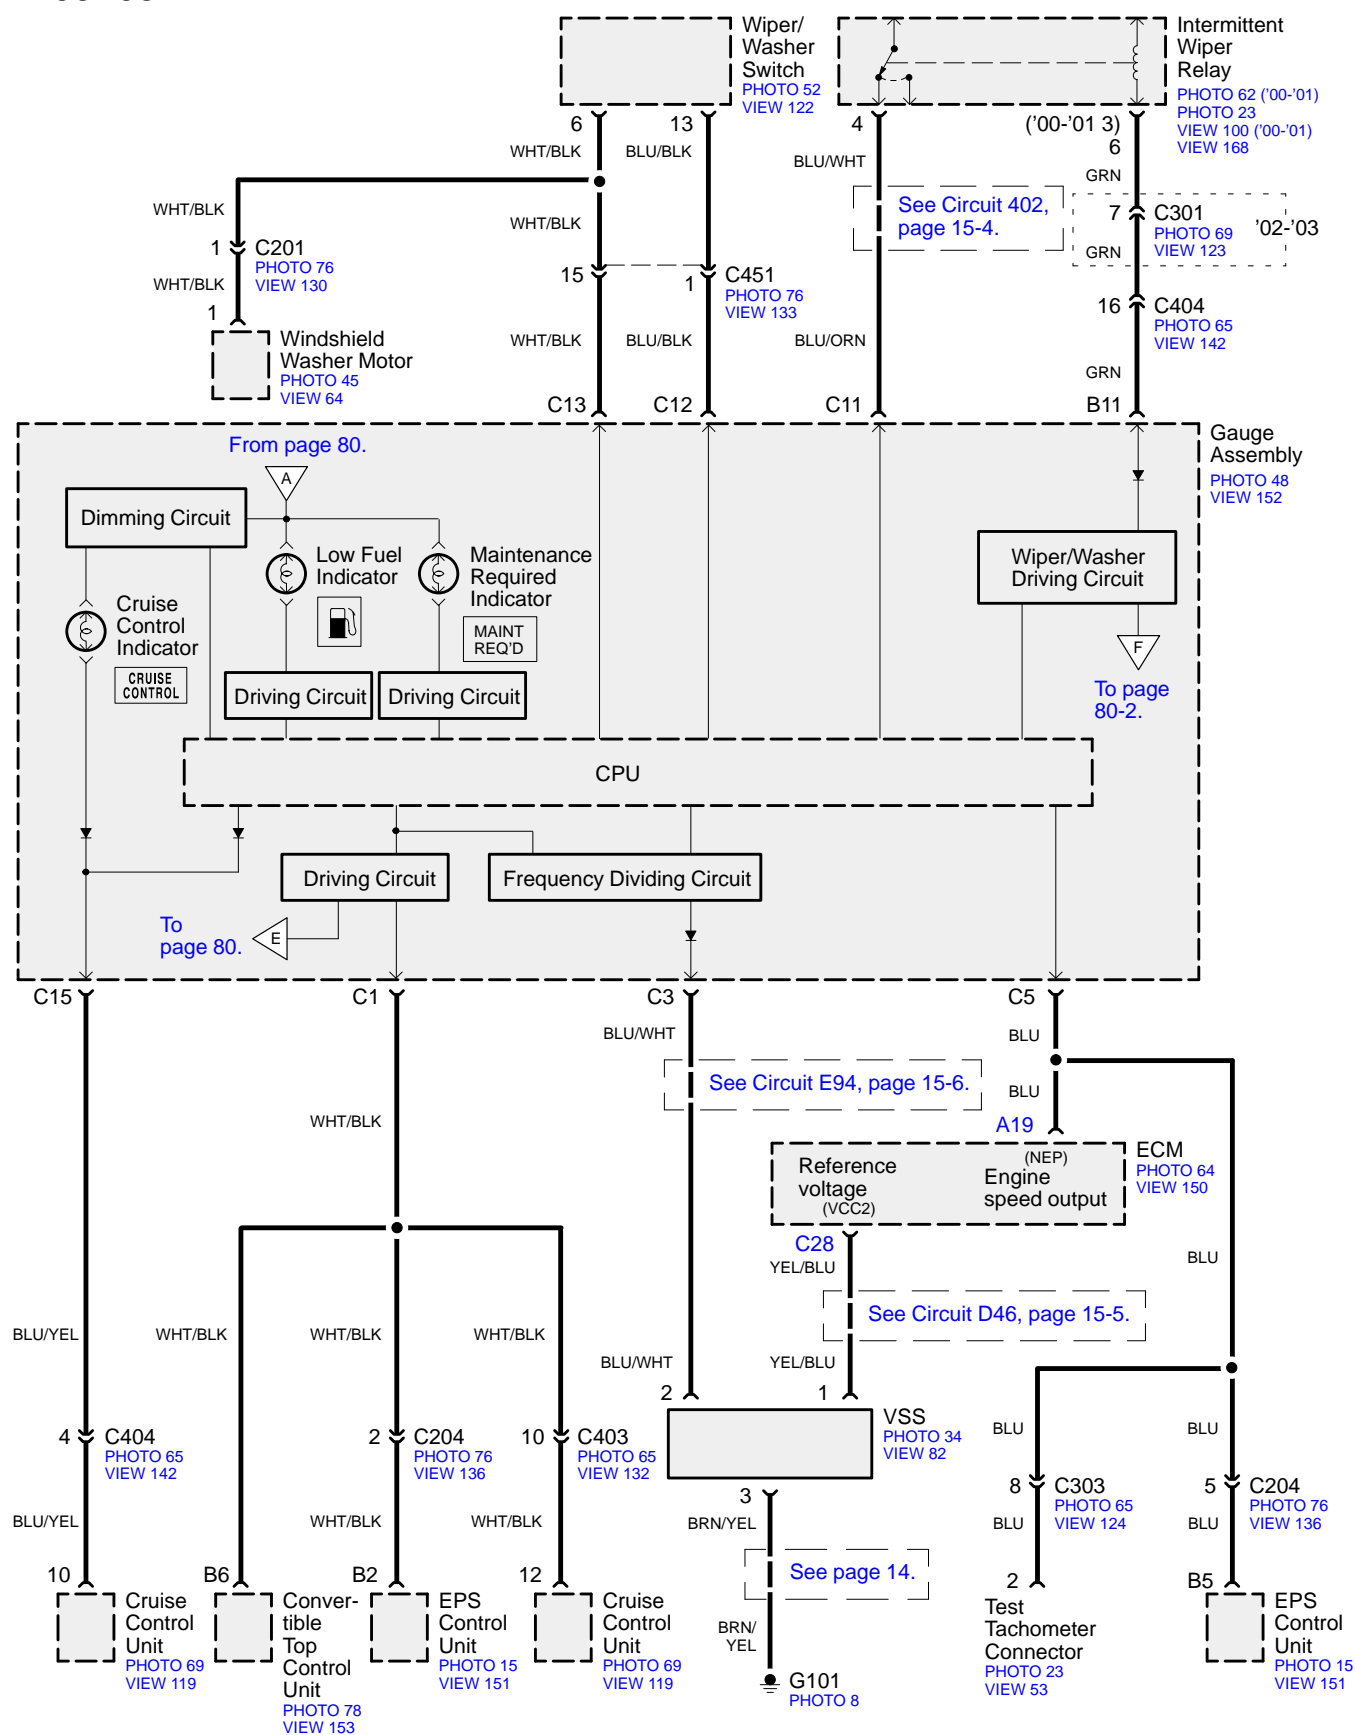 Wiper/
Washer
Switch
PHOTO 52
VIEW 122
Intermittent
Wiper
Relay
PHOTO 62 ('00-'01)
PHOTO 23
VIEW 100 ('00-'01)
VIEW 168
6
13
4
('00-'01 3)
6
WHT/BLK
BLU/BLK
BLU/WHT
GRN
WHT/BLK
WHT/BLK
See Circuit 402,
page 15-4.
7
C301
PHOTO 69
VIEW 123
'02-'03
GRN
1
C201
PHOTO 76
VIEW 130
WHT/BLK
15
1
C451
PHOTO 76
VIEW 133
16
C404
PHOTO 65
VIEW 142
1
Windshield
Washer Motor
PHOTO 45
VIEW 64
WHT/BLK
BLU/BLK
BLU/ORN
GRN
C13
C12
C11
B11
Gauge
Assembly
PHOTO 48
VIEW 152
From page 80.
A
Dimming Circuit
Low Fuel
Indicator
Maintenance
Required
Indicator
MAINT
REQ'D
Wiper/Washer
Driving Circuit
Cruise
Control
Indicator
CRUISE
CONTROL
F
To page
80-2.
Driving Circuit
Driving Circuit
CPU
Driving Circuit
Frequency Dividing Circuit
To
page 80.
E
C15
C1
C3
C5
BLU/WHT
BLU
See Circuit E94, page 15-6.
BLU
WHT/BLK
A19
Reference
voltage
(VCC2)
(NEP)
Engine
speed output
ECM
PHOTO 64
VIEW 150
C28
YEL/BLU
BLU
See Circuit D46, page 15-5.
BLU/YEL
WHT/BLK
WHT/BLK
WHT/BLK
BLU/WHT
YEL/BLU
2
1
VSS
PHOTO 34
VIEW 82
BLU
BLU
4
C404
PHOTO 65
VIEW 142
2
C204
PHOTO 76
VIEW 136
10
C403
PHOTO 65
VIEW 132
8
C303
PHOTO 65
VIEW 124
5
C204
PHOTO 76
VIEW 136
3
BLU/YEL
WHT/BLK
WHT/BLK
BRN/YEL
BLU
BLU
See page 14.
10
B6
B2
12
2
B5
Cruise
Control
Unit
PHOTO 69
VIEW 119
Conver-
tible
Top
Control
Unit
PHOTO 78
VIEW 153
EPS
Control
Unit
PHOTO 15
VIEW 151
Cruise
Control
Unit
PHOTO 69
VIEW 119
BRN/
YEL
G101
PHOTO 8
Test
Tachometer
Connector
PHOTO 23
VIEW 53
EPS
Control
Unit
PHOTO 15
VIEW 151